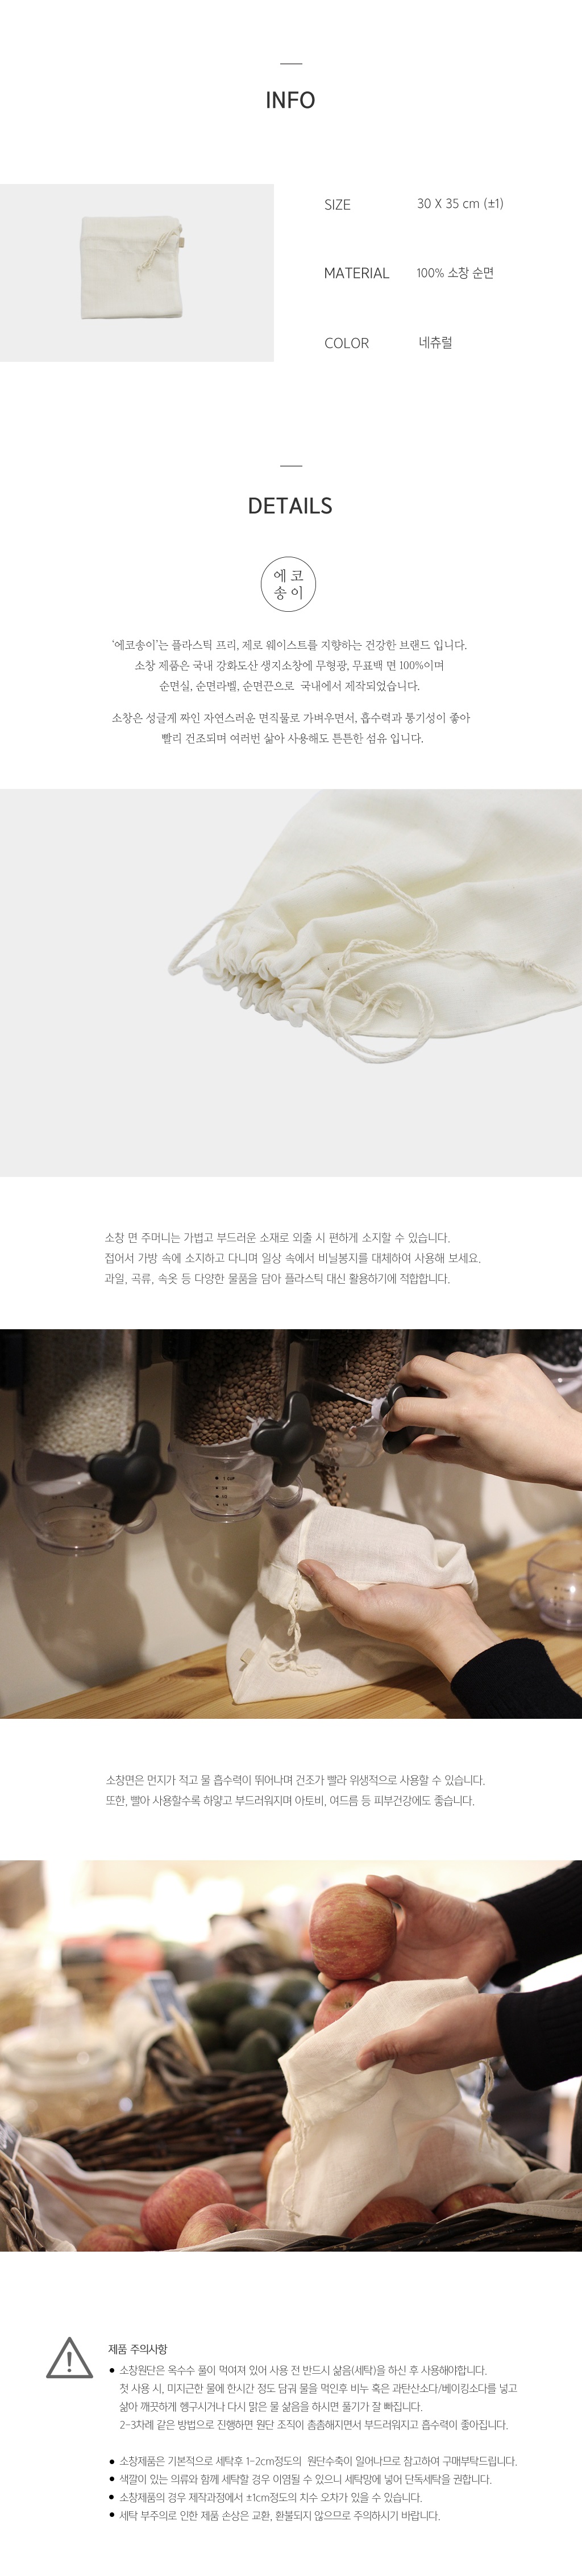 INFO
SIZE 30 X 35 cm (±1)
MATERIAL 100% 소창 순면
COLOR 네츄럴
DETAILS
에코
송이
'에코송이'는 플라스틱 프리, 제로 웨이스트를 지향하는 건강한 브랜드 입니다.
소창 제품은 국내 강화도산 생지소창에 무형광, 무표백 면 100%이며
순면실, 순면라벨, 순면끈으로 국내에서 제작되었습니다.
소창은 성글게 짜인 자연스러운 면직물로 가벼우면서, 흡수력과 통기성이 좋아
빨리 건조되며 여러번 삶아 사용해도 튼튼한 섬유 입니다.
소창 면 주머니는 가볍고 부드러운 소재로 외출 시 편하게 소지할 수 있습니다.
접어서 가방 속에 소지하고 다니며 일상 속에서 비닐봉지를 대체하여 사용해 보세요.
과일, 곡류, 속옷 등 다양한 물품을 담아 플라스틱 대신 활용하기에 적합합니다.
1 CUP
소창면은 먼지가 적고 물 흡수력이 뛰어나며 건조가 빨라 위생적으로 사용할 수 있습니다.
또한, 빨아 사용할수록 하얗고 부드러워지며 아토비, 여드름 등 피부건강에도 좋습니다.
제품 주의사항
● 소창원단은 옥수수 풀이 먹여져 있어 사용 전 반드시 삶음(세탁)을 하신 후 사용해야합니다.
첫 사용 시, 미지근한 물에 한시간 정도 담궈 물을 먹인후 비누 혹은 과탄산소다/베이킹소다를 넣고
삶아 깨끗하게 헹구시거나 다시 맑은 물 삶음을 하시면 풀기가 잘 빠집니다.
2-3차례 같은 방법으로 진행하면 원단 조직이 촘촘해지면서 부드러워지고 흡수력이 좋아집니다.
● 소창제품은 기본적으로 세탁후 1-2cm정도의 원단수축이 일어나므로 참고하여 구매부탁드립니다.
● 색깔이 있는 의류와 함께 세탁할 경우 이염될 수 있으니 세탁망에 넣어 단독세탁을 권합니다.
● 소창제품의 경우 제작과정에서 ±1cm정도의 치수 오차가 있을 수 있습니다.
● 세탁 부주의로 인한 제품 손상은 교환, 환불되지 않으므로 주의하시기 바랍니다.